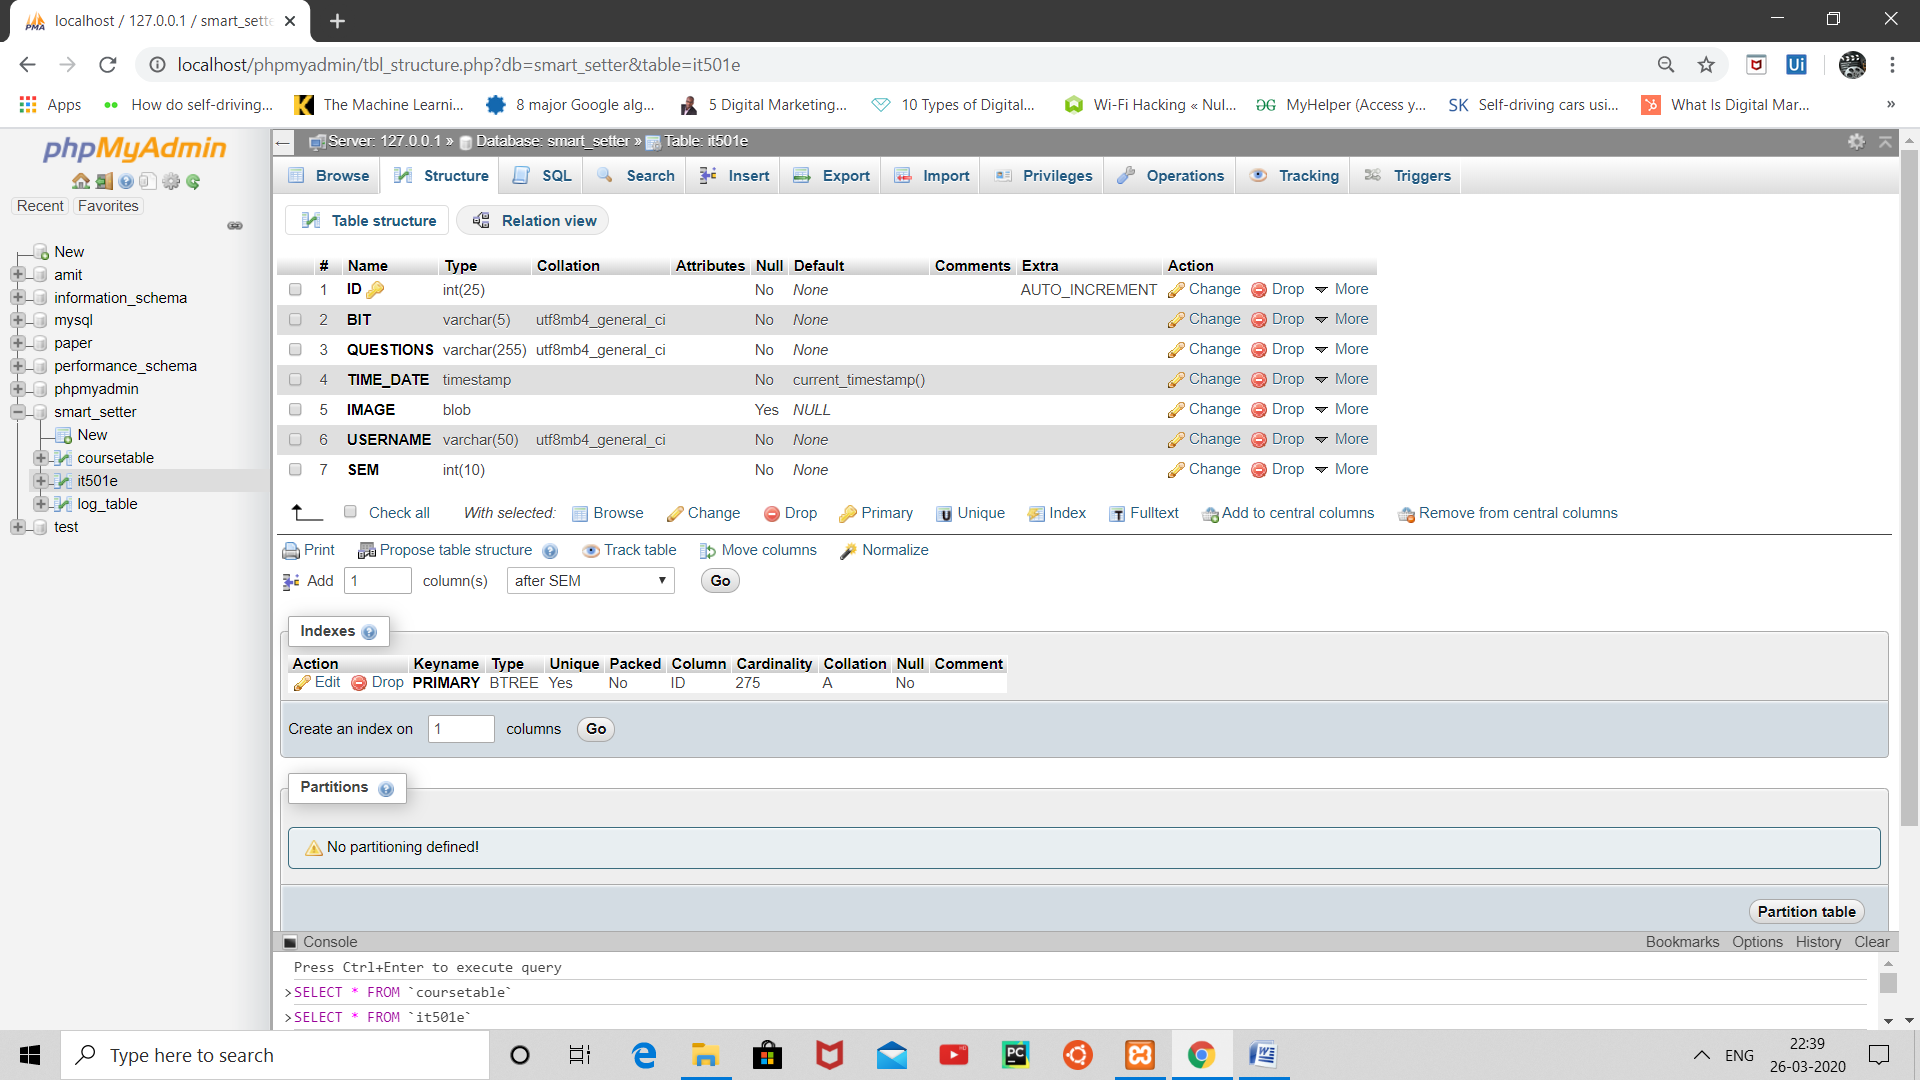 localhost / 127.0.0.1 / smart_sette
localhost/phpmyadmin/tbl_structure.php?db=smart_setter&table=it501e
Apps How do self-driving... The Machine Learni... 8 major Google alg... 5 Digital Marketing... 10 Types of Digital... Wi-Fi Hacking « Nul... MyHelper (Access y... SK Self-driving cars usi... What Is Digital Mar... »
phpMyAdmin
Recent Favorites
New
amit
information_schema
mysql
paper
performance_schema
phpmyadmin
smart_setter
New
coursetable
it501e
log_table
test
Server: 127.0.0.1 » Database: smart_setter » Table: it501e
Browse Structure SQL Search Insert Export Import Privileges Operations Tracking Triggers
Table structure Relation view
# Name Type Collation Attributes Null Default Comments Extra Action
1 ID int(25) No None AUTO_INCREMENT Change Drop More
2 BIT varchar(5) utf8mb4_general_ci No None Change Drop More
3 QUESTIONS varchar(255) utf8mb4_general_ci No None Change Drop More
4 TIME_DATE timestamp No current_timestamp() Change Drop More
5 IMAGE blob Yes NULL Change Drop More
6 USERNAME varchar(50) utf8mb4_general_ci No None Change Drop More
7 SEM int(10) No None Change Drop More
Check all With selected: Browse Change Drop Primary Unique Index Fulltext Add to central columns Remove from central columns
Print Propose table structure Track table Move columns Normalize
Add 1 column(s) after SEM Go
Indexes
Action Keyname Type Unique Packed Column Cardinality Collation Null Comment
Edit Drop PRIMARY BTREE Yes No ID 275 A No
Create an index on 1 columns Go
Partitions
No partitioning defined!
Partition table
Console Bookmarks Options History Clear
Press Ctrl+Enter to execute query
>SELECT * FROM `coursetable`
>SELECT * FROM `it501e`
Type here to search
ENG
22:39
26-03-2020